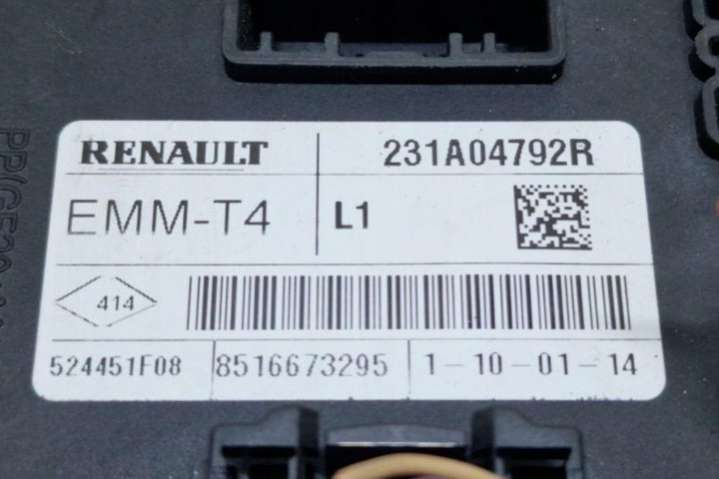 RENAULT 231A04792R
EMM-T4 L1
414
524451F08 8516673295 1-10-01-14